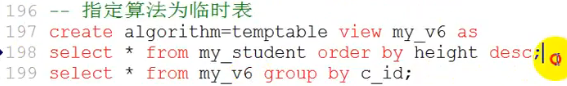 196 -- 指定算法为临时表
197 create algorithm=temptable view my_v6 as
198 select * from my_student order by height desc;
199 select * from my_v6 group by c_id;